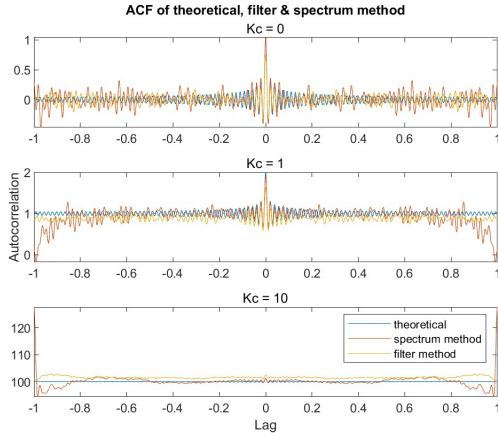 ACF of theoretical, filter & spectrum method
Kc = 0
1
0.5
0
-1 -0.8 -0.6 -0.4 -0.2 0 0.2 0.4 0.6 0.8 1
Kc = 1
Autocorrelation
2
1
0
-1 -0.8 -0.6 -0.4 -0.2 0 0.2 0.4 0.6 0.8 1
Kc = 10
theoretical
spectrum method
filter method
120
110
100
-1 -0.8 -0.6 -0.4 -0.2 0 0.2 0.4 0.6 0.8 1
Lag